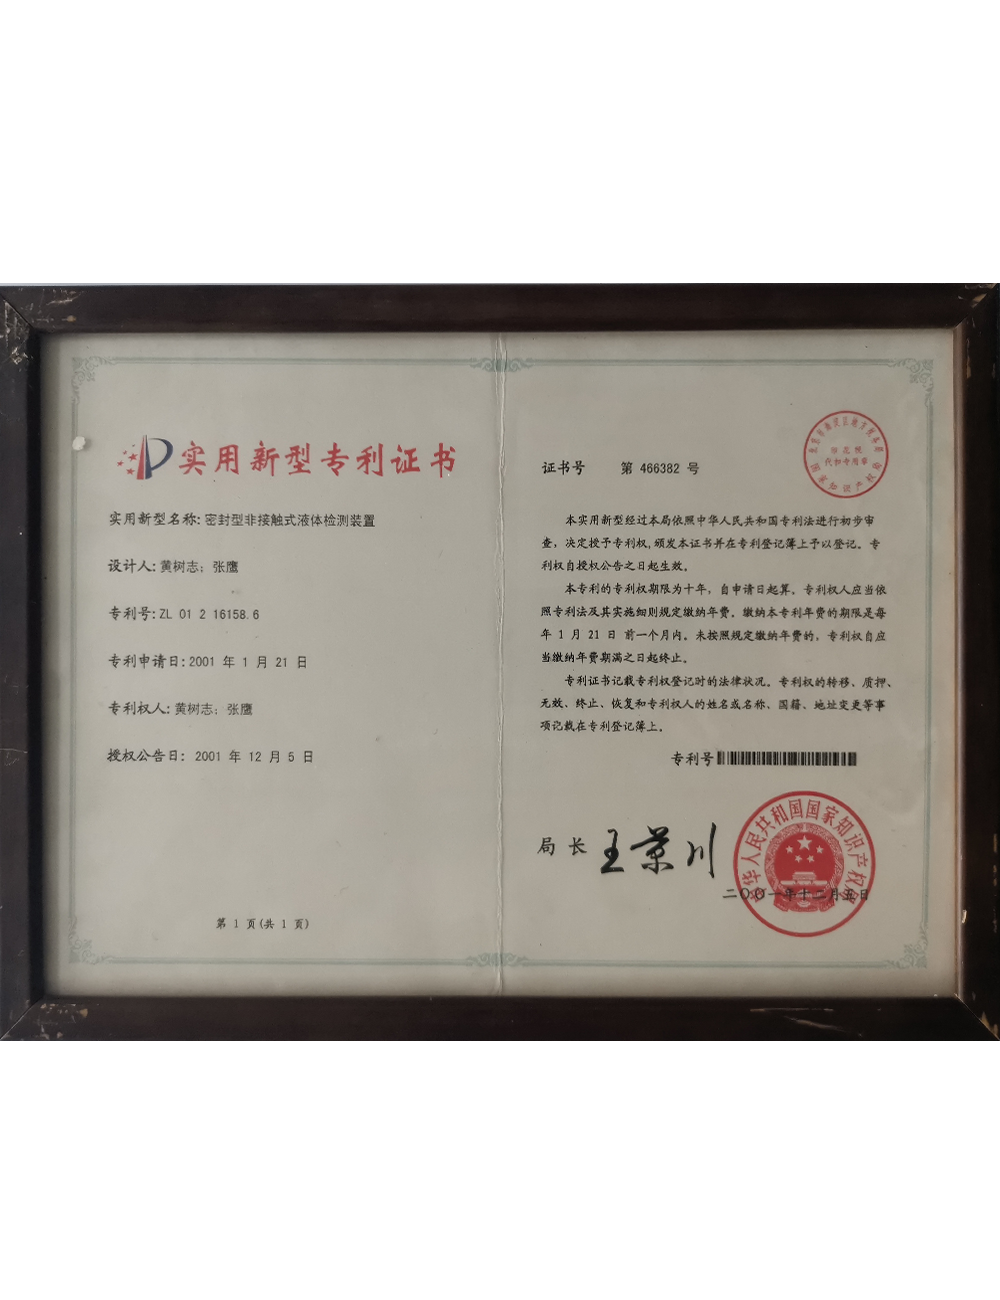 实用新型专利证书
实用新型名称:密封型非接触式液体检测装置
设计人:黄树志；张鹰
专利号:ZL 01 2 16158.6
专利申请日:2001 年 1 月 21 日
专利权人:黄树志；张鹰
授权公告日: 2001 年 12 月 5 日
第 1 页(共 1 页)
证书号 第 466382 号
本实用新型经过本局依照中华人民共和国专利法进行初步审
查，决定授予专利权,颁发本证书并在专利登记簿上予以登记。专
利权自授权公告之日起生效。
本专利的专利权期限为十年，自申请日起算。专利权人应当依
照专利法及其实施细则规定缴纳年费。缴纳本专利年费的期限是每
年 1 月 21 日 前一个月内。未按照规定缴纳年费的，专利权自应
当缴纳年费期满之日起终止。
专利证书记载专利权登记时的法律状况。专利权的转移、质押、
无效、终止、恢复和专利权人的姓名或名称、国籍、地址变更等事
项记载在专利登记簿上。
专利号
局长 王景川
中华人民共和国国家知识产权局
二〇〇一年十二月五日
代扣专用章
国家知识产权局